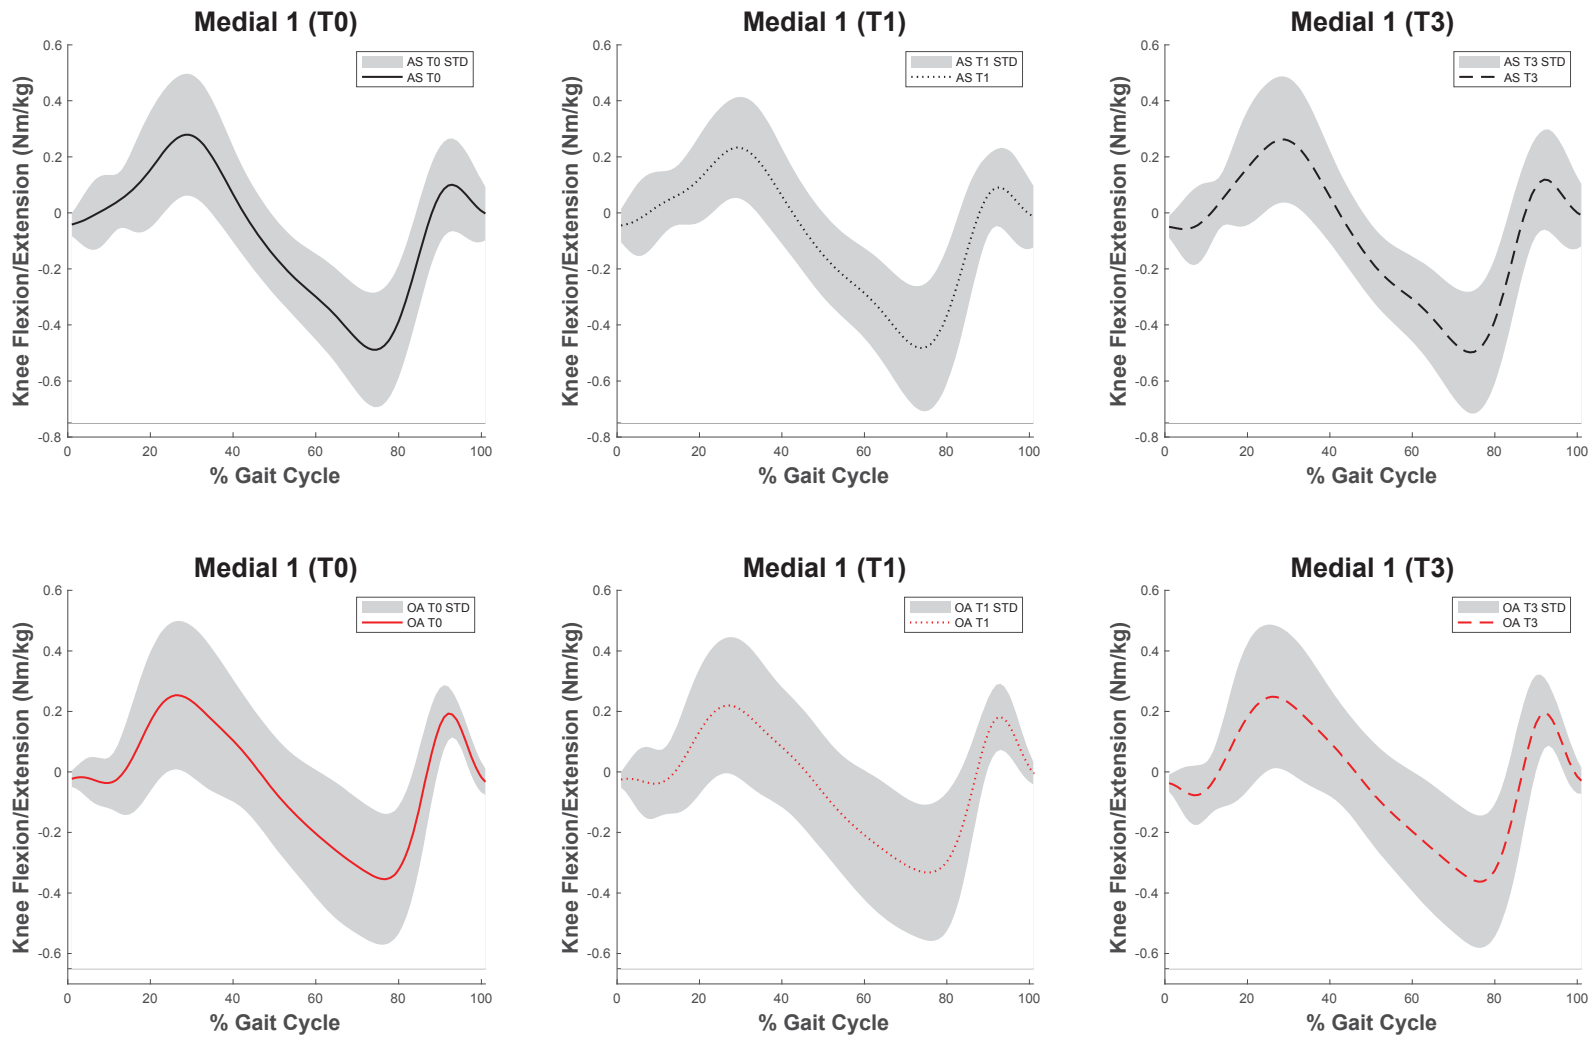 Medial 1 (T0)
Knee Flexion/Extension (Nm/kg)
0.6
0.4
0.2
0
-0.2
-0.4
-0.6
-0.8
AS T0 STD
AS T0
0 20 40 60 80 100
% Gait Cycle
Medial 1 (T1)
Knee Flexion/Extension (Nm/kg)
0.6
0.4
0.2
0
-0.2
-0.4
-0.6
-0.8
AS T1 STD
AS T1
0 20 40 60 80 100
% Gait Cycle
Medial 1 (T3)
Knee Flexion/Extension (Nm/kg)
0.6
0.4
0.2
0
-0.2
-0.4
-0.6
-0.8
AS T3 STD
AS T3
0 20 40 60 80 100
% Gait Cycle
Medial 1 (T0)
Knee Flexion/Extension (Nm/kg)
0.6
0.4
0.2
0
-0.2
-0.4
-0.6
OA T0 STD
OA T0
0 20 40 60 80 100
% Gait Cycle
Medial 1 (T1)
Knee Flexion/Extension (Nm/kg)
0.6
0.4
0.2
0
-0.2
-0.4
-0.6
OA T1 STD
OA T1
0 20 40 60 80 100
% Gait Cycle
Medial 1 (T3)
Knee Flexion/Extension (Nm/kg)
0.6
0.4
0.2
0
-0.2
-0.4
-0.6
OA T3 STD
OA T3
0 20 40 60 80 100
% Gait Cycle